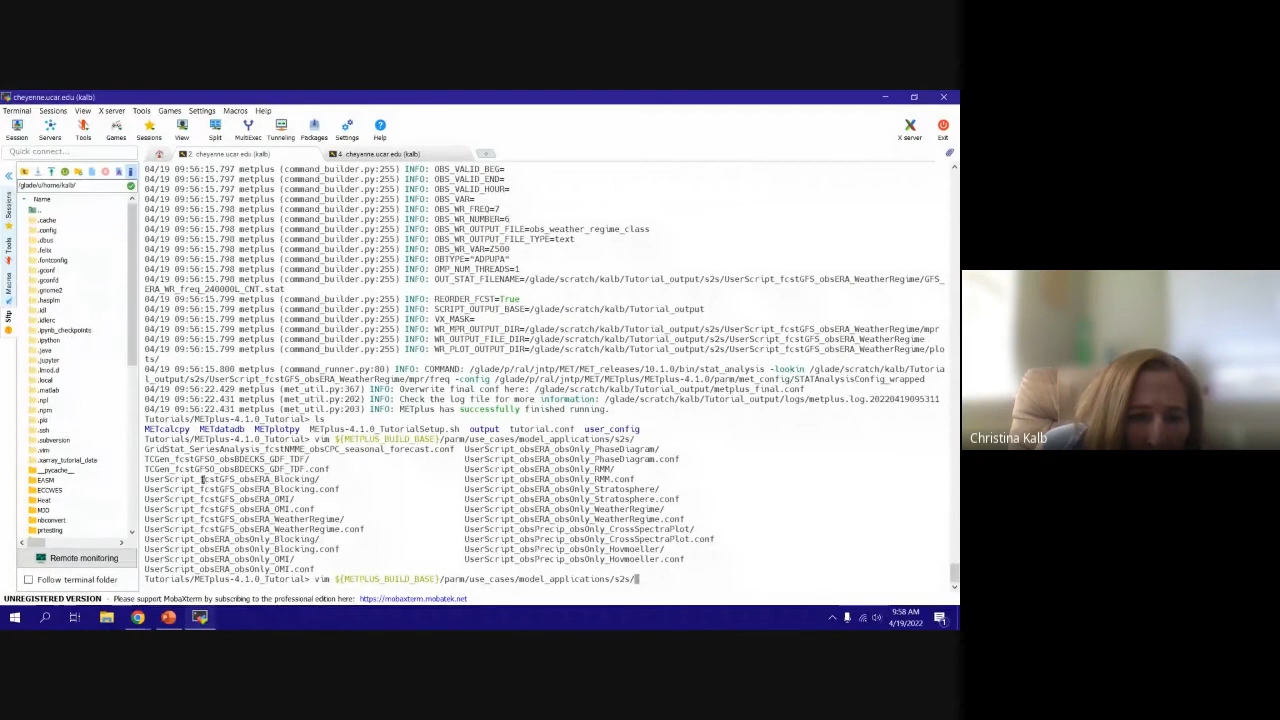 cheyenne.ucar.edu (kalb)
Terminal Sessions View X server Tools Games Settings Macros Help
Session Servers Tools Games Sessions View Split MultiExec Tunneling Packages Settings Help X server Exit
Quick connect...
2. cheyenne.ucar.edu (kalb)
4. cheyenne.ucar.edu (kalb)
/glade/u/home/kalb/
Name
..
.cache
.config
.dbus
.felix
.fontconfig
.gconf
.gconfd
.gnome2
.hasplm
.idl
.idlerc
.ipynb_checkpoints
.ipython
.java
.jupyter
.lmod.d
.local
.matlab
.npl
.npm
.pki
.ssh
.subversion
.vim
.xarray_tutorial_data
__pycache__
EASM
ECCWES
Heat
MJO
nbconvert
prtesting
Sessions
Tools
Macros
Sftp
Remote monitoring
Follow terminal folder
04/19 09:56:15.797 metplus (command_builder.py:255) INFO: OBS_VALID_BEG=
04/19 09:56:15.797 metplus (command_builder.py:255) INFO: OBS_VALID_END=
04/19 09:56:15.797 metplus (command_builder.py:255) INFO: OBS_VALID_HOUR=
04/19 09:56:15.797 metplus (command_builder.py:255) INFO: OBS_VAR=
04/19 09:56:15.798 metplus (command_builder.py:255) INFO: OBS_WR_FREQ=7
04/19 09:56:15.798 metplus (command_builder.py:255) INFO: OBS_WR_NUMBER=6
04/19 09:56:15.798 metplus (command_builder.py:255) INFO: OBS_WR_OUTPUT_FILE=obs_weather_regime_class
04/19 09:56:15.798 metplus (command_builder.py:255) INFO: OBS_WR_OUTPUT_FILE_TYPE=text
04/19 09:56:15.798 metplus (command_builder.py:255) INFO: OBS_WR_VAR=Z500
04/19 09:56:15.798 metplus (command_builder.py:255) INFO: OBTYPE="ADPUPA"
04/19 09:56:15.798 metplus (command_builder.py:255) INFO: OMP_NUM_THREADS=1
04/19 09:56:15.798 metplus (command_builder.py:255) INFO: OUT_STAT_FILENAME=/glade/scratch/kalb/Tutorial_output/s2s/UserScript_fcstGFS_obsERA_WeatherRegime/GFS_
ERA_WR_freq_240000L_CNT.stat
04/19 09:56:15.799 metplus (command_builder.py:255) INFO: REORDER_FCST=True
04/19 09:56:15.799 metplus (command_builder.py:255) INFO: SCRIPT_OUTPUT_BASE=/glade/scratch/kalb/Tutorial_output
04/19 09:56:15.799 metplus (command_builder.py:255) INFO: VX_MASK=
04/19 09:56:15.799 metplus (command_builder.py:255) INFO: WR_MPR_OUTPUT_DIR=/glade/scratch/kalb/Tutorial_output/s2s/UserScript_fcstGFS_obsERA_WeatherRegime/mpr
04/19 09:56:15.799 metplus (command_builder.py:255) INFO: WR_OUTPUT_FILE_DIR=/glade/scratch/kalb/Tutorial_output/s2s/UserScript_fcstGFS_obsERA_WeatherRegime
04/19 09:56:15.799 metplus (command_builder.py:255) INFO: WR_PLOT_OUTPUT_DIR=/glade/scratch/kalb/Tutorial_output/s2s/UserScript_fcstGFS_obsERA_WeatherRegime/plo
ts/
04/19 09:56:15.800 metplus (command_runner.py:80) INFO: COMMAND: /glade/p/ral/jntp/MET/MET_releases/10.1.0/bin/stat_analysis -lookin /glade/scratch/kalb/Tutoria
l_output/s2s/UserScript_fcstGFS_obsERA_WeatherRegime/mpr/freq -config /glade/p/ral/jntp/MET/METplus/METplus-4.1.0/parm/met_config/STATAnalysisConfig_wrapped
04/19 09:56:22.429 metplus (met_util.py:367) INFO: Overwrite final conf here: /glade/scratch/kalb/Tutorial_output/metplus_final.conf
04/19 09:56:22.431 metplus (met_util.py:202) INFO: Check the log file for more information: /glade/scratch/kalb/Tutorial_output/logs/metplus.log.20220419095311
04/19 09:56:22.431 metplus (met_util.py:203) INFO: METplus has successfully finished running.
Tutorials/METplus-4.1.0_Tutorial> ls
METcalcpy METdatadb METplotpy METplus-4.1.0_TutorialSetup.sh output tutorial.conf user_config
Tutorials/METplus-4.1.0_Tutorial> vim ${METPLUS_BUILD_BASE}/parm/use_cases/model_applications/s2s/
GridStat_SeriesAnalysis_fcstNMME_obsCPC_seasonal_forecast.conf UserScript_obsERA_obsOnly_PhaseDiagram/
TCGen_fcstGFSO_obsBDECKS_GDF_TDF/ UserScript_obsERA_obsOnly_PhaseDiagram.conf
TCGen_fcstGFSO_obsBDECKS_GDF_TDF.conf UserScript_obsERA_obsOnly_RMM/
UserScript_fcstGFS_obsERA_Blocking/ UserScript_obsERA_obsOnly_RMM.conf
UserScript_fcstGFS_obsERA_Blocking.conf UserScript_obsERA_obsOnly_Stratosphere/
UserScript_fcstGFS_obsERA_OMI/ UserScript_obsERA_obsOnly_Stratosphere.conf
UserScript_fcstGFS_obsERA_OMI.conf UserScript_obsERA_obsOnly_WeatherRegime/
UserScript_fcstGFS_obsERA_WeatherRegime/ UserScript_obsERA_obsOnly_WeatherRegime.conf
UserScript_fcstGFS_obsERA_WeatherRegime.conf UserScript_obsPrecip_obsOnly_CrossSpectraPlot/
UserScript_obsERA_obsOnly_Blocking/ UserScript_obsPrecip_obsOnly_CrossSpectraPlot.conf
UserScript_obsERA_obsOnly_Blocking.conf UserScript_obsPrecip_obsOnly_Hovmoeller/
UserScript_obsERA_obsOnly_OMI/ UserScript_obsPrecip_obsOnly_Hovmoeller.conf
UserScript_obsERA_obsOnly_OMI.conf
Tutorials/METplus-4.1.0_Tutorial> vim ${METPLUS_BUILD_BASE}/parm/use_cases/model_applications/s2s/
UNREGISTERED VERSION - Please support MobaXterm by subscribing to the professional edition here: https://mobaxterm.mobatek.net
9:58 AM
4/19/2022
Christina Kalb